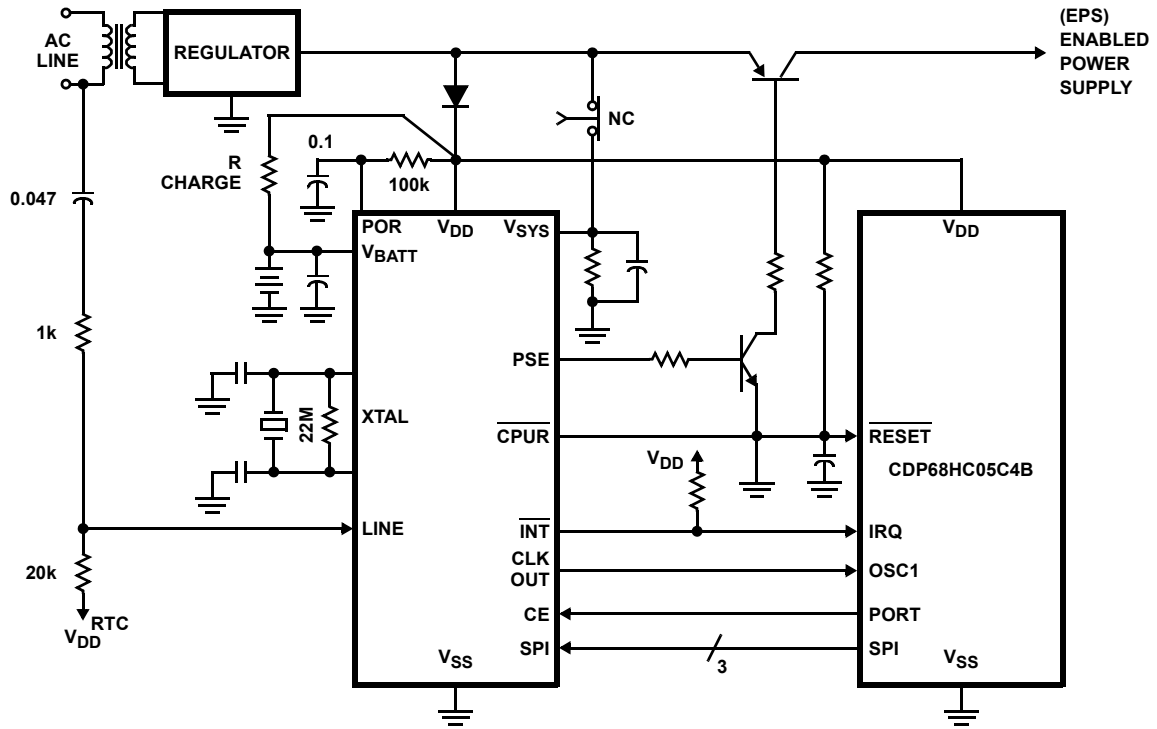 AC
LINE
REGULATOR
(EPS)
ENABLED
POWER
SUPPLY
NC
0.1
R
CHARGE
100k
0.047
POR
VDD
VSYS
VDD
VBATT
1k
PSE
XTAL
22M
CPUR
RESET
VDD
CDP68HC05C4B
LINE
INT
IRQ
CLK
OUT
OSC1
20k
CE
PORT
RTC
VDD
VSS
SPI
3
SPI
VSS